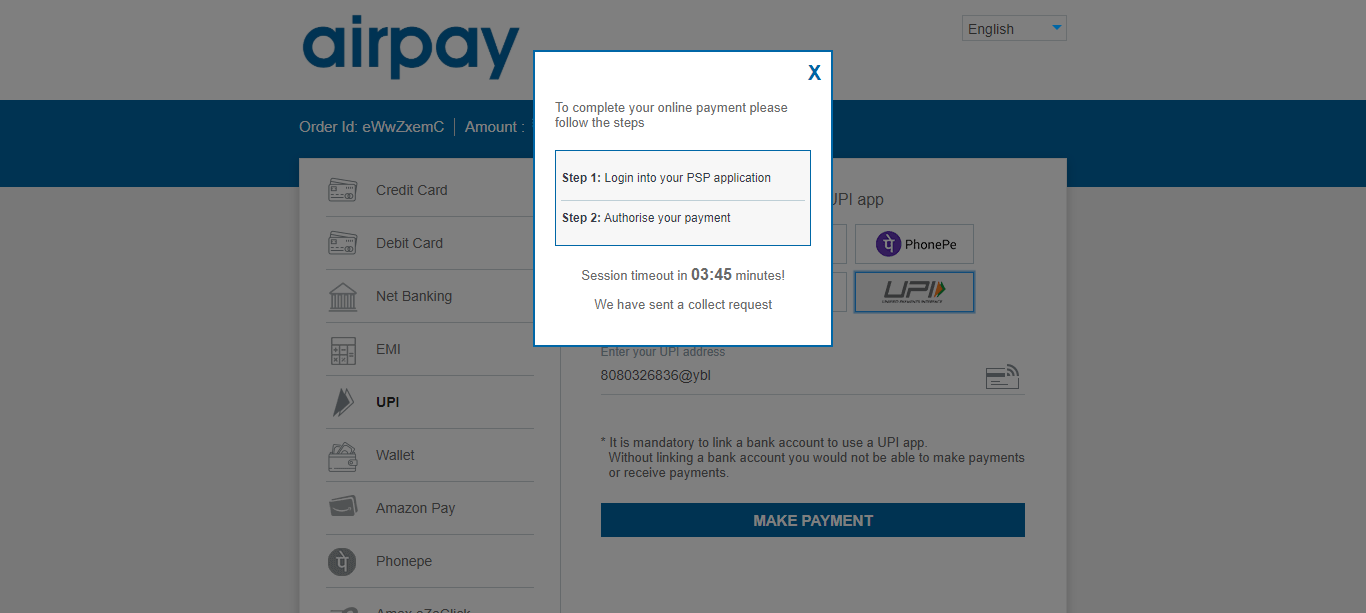 airpay
English
X
To complete your online payment please
follow the steps
Step 1: Login into your PSP application
Step 2: Authorise your payment
Session timeout in 03:45 minutes!
We have sent a collect request
Order Id: eWwZxemC | Amount :
Credit Card
Debit Card
Net Banking
EMI
UPI
Wallet
Amazon Pay
Phonepe
Amex eZeClick
UPI app
PhonePe
UPI
UNIFIED PAYMENTS INTERFACE
Enter your UPI address
8080326836@ybl
* It is mandatory to link a bank account to use a UPI app.
Without linking a bank account you would not be able to make payments
or receive payments.
MAKE PAYMENT